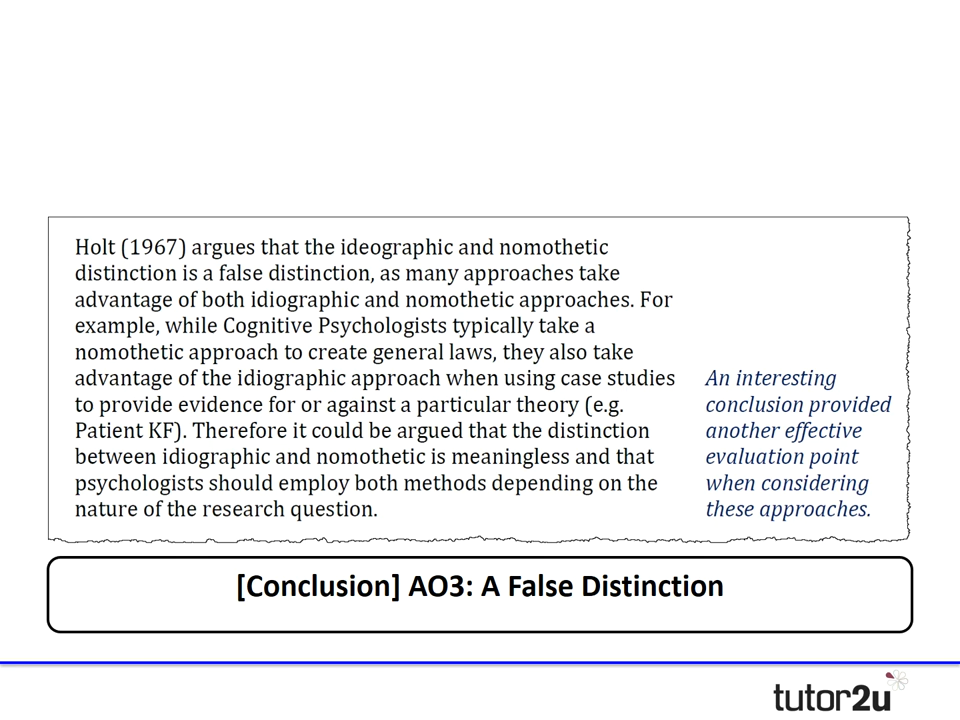 Holt (1967) argues that the ideographic and nomothetic
distinction is a false distinction, as many approaches take
advantage of both idiographic and nomothetic approaches. For
example, while Cognitive Psychologists typically take a
nomothetic approach to create general laws, they also take
advantage of the idiographic approach when using case studies
to provide evidence for or against a particular theory (e.g.
Patient KF). Therefore it could be argued that the distinction
between idiographic and nomothetic is meaningless and that
psychologists should employ both methods depending on the
nature of the research question.
An interesting
conclusion provided
another effective
evaluation point
when considering
these approaches.
[Conclusion] AO3: A False Distinction
tutor2u